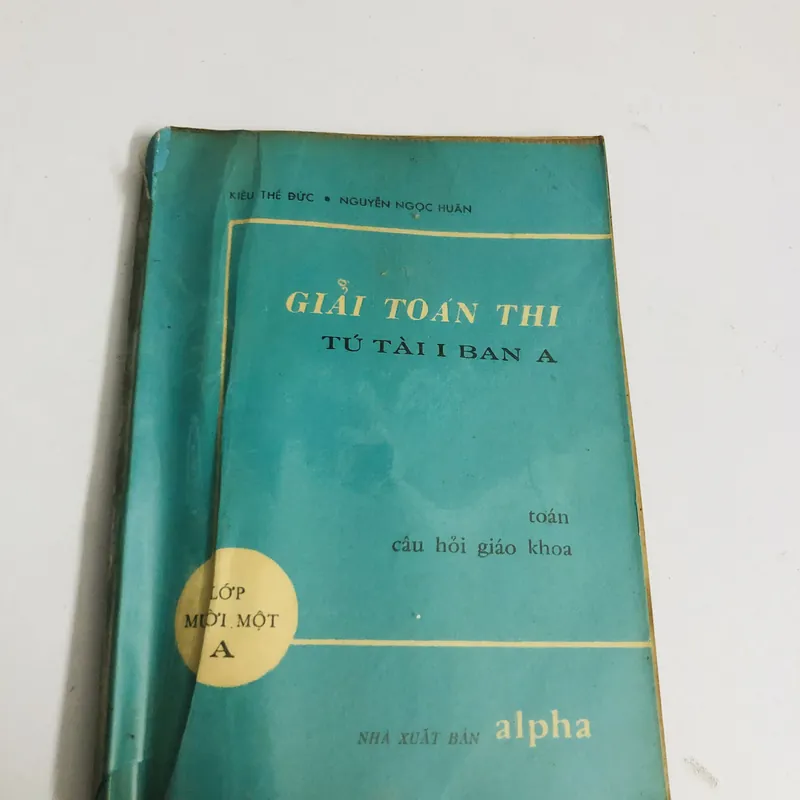 KIỀU THẾ ĐỨC • NGUYỄN NGỌC HUÂN
GIẢI TOÁN THI
TÚ TÀI I BAN A
toán
câu hỏi giáo khoa
LỚP
MƯỜI MỘT
A
NHÀ XUẤT BẢN alpha